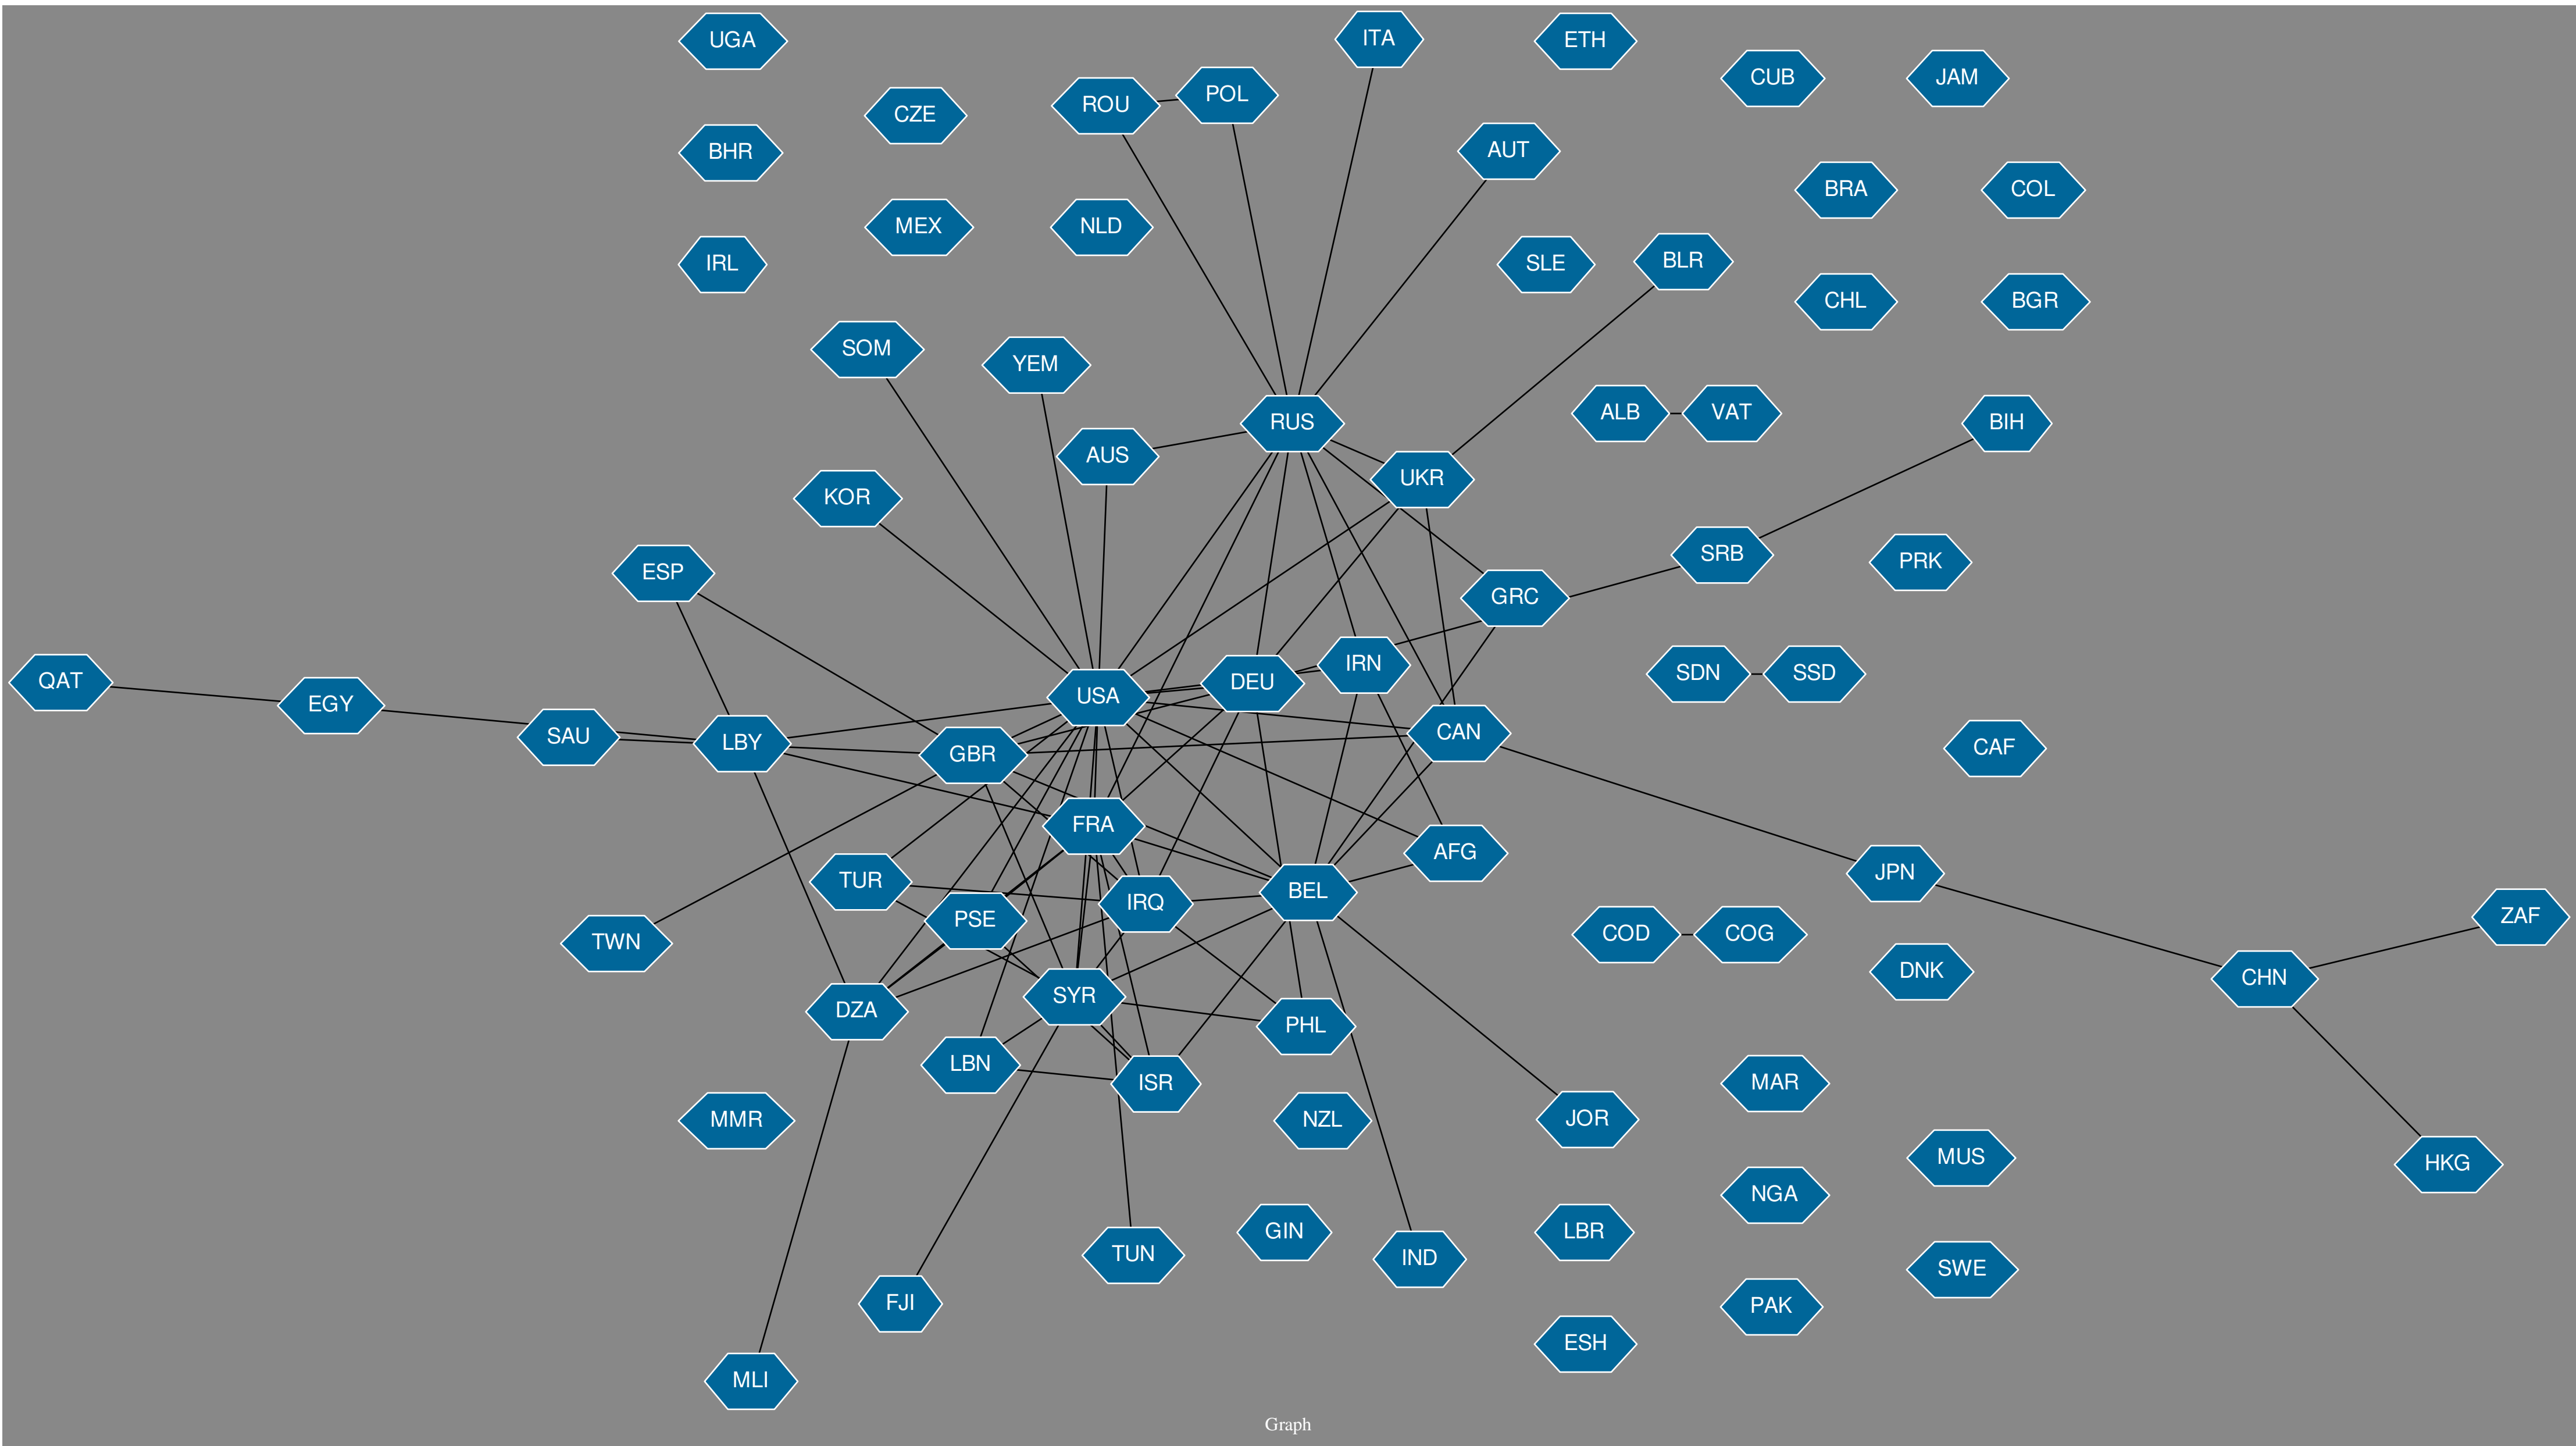 UGA
ITA
ETH
CUB
JAM
CZE
ROU
POL
BHR
AUT
BRA
COL
MEX
NLD
IRL
SLE
BLR
CHL
BGR
SOM
YEM
RUS
ALB
VAT
BIH
AUS
UKR
KOR
SRB
PRK
ESP
GRC
QAT
EGY
USA
DEU
IRN
SDN
SSD
SAU
LBY
GBR
CAN
CAF
FRA
AFG
TUR
PSE
IRQ
BEL
JPN
ZAF
TWN
COD
COG
DNK
CHN
DZA
SYR
PHL
LBN
ISR
MAR
MMR
NZL
JOR
MUS
HKG
NGA
TUN
GIN
IND
LBR
SWE
FJI
PAK
ESH
MLI
Graph